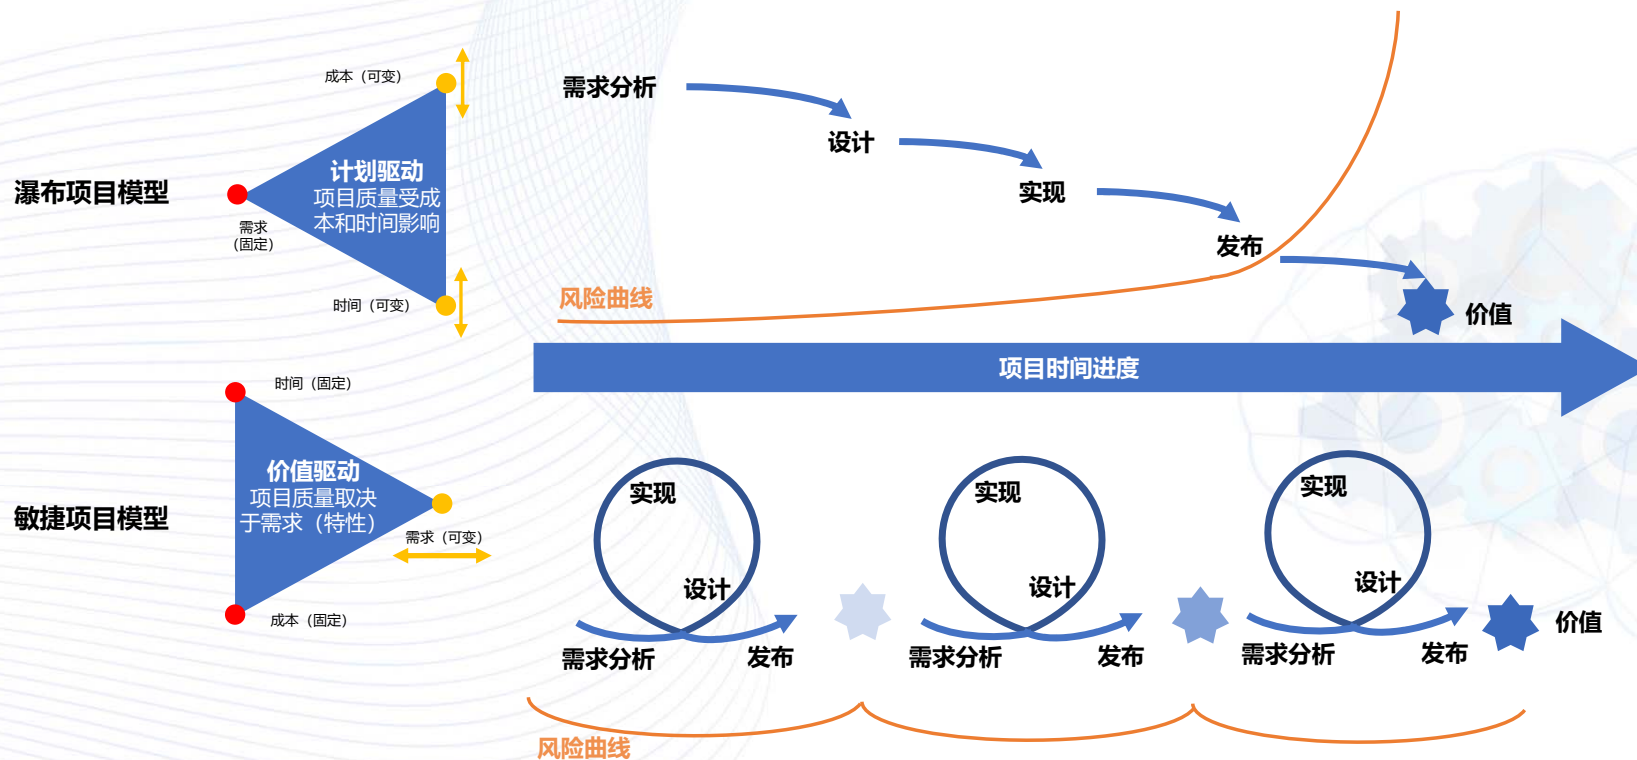 成本（可变）
需求分析
设计
计划驱动
项目质量受成
本和时间影响
瀑布项目模型
实现
需求
（固定）
发布
时间（可变）
风险曲线
价值
项目时间进度
时间（固定）
价值驱动
项目质量取决
于需求（特性）
敏捷项目模型
需求（可变）
成本（固定）
实现
设计
需求分析
发布
实现
设计
需求分析
发布
实现
设计
需求分析
发布
价值
风险曲线